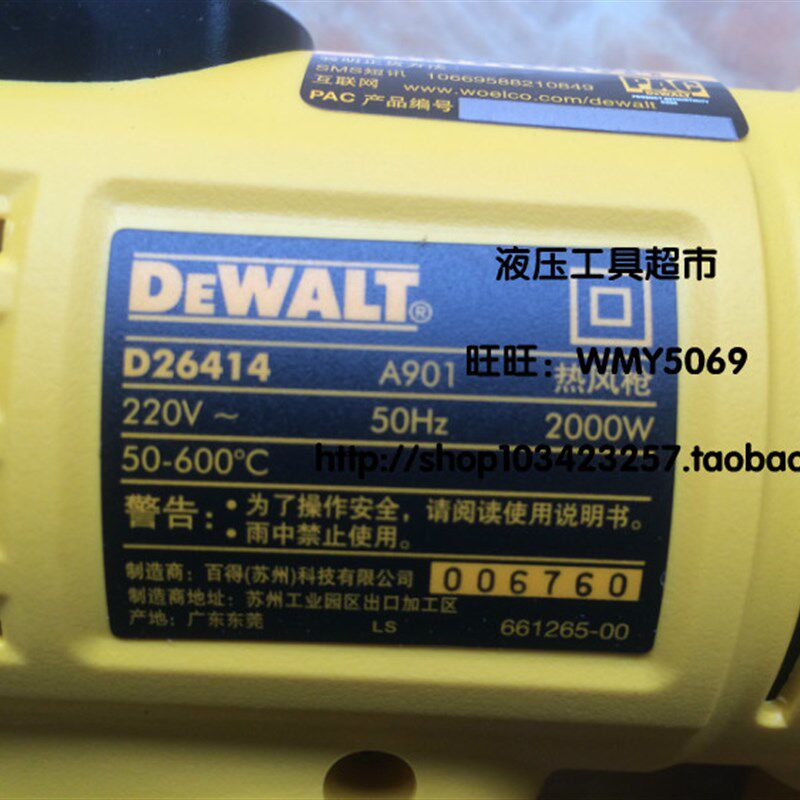 SMS短讯 10669588210849
互联网 www.woelco.com/dewalt
PAC 产品编号
PAC
DEWALT
液压工具超市
DEWALT®
D26414 A901 热风枪
旺旺：WMY5069
220V ~ 50Hz 2000W
50-600°C
http://shop103423257.taobao
警告：• 为了操作安全，请阅读使用说明书。
• 雨中禁止使用。
制造商：百得(苏州)科技有限公司 006760
制造商地址：苏州工业园区出口加工区
产地：广东东莞 LS 661265-00